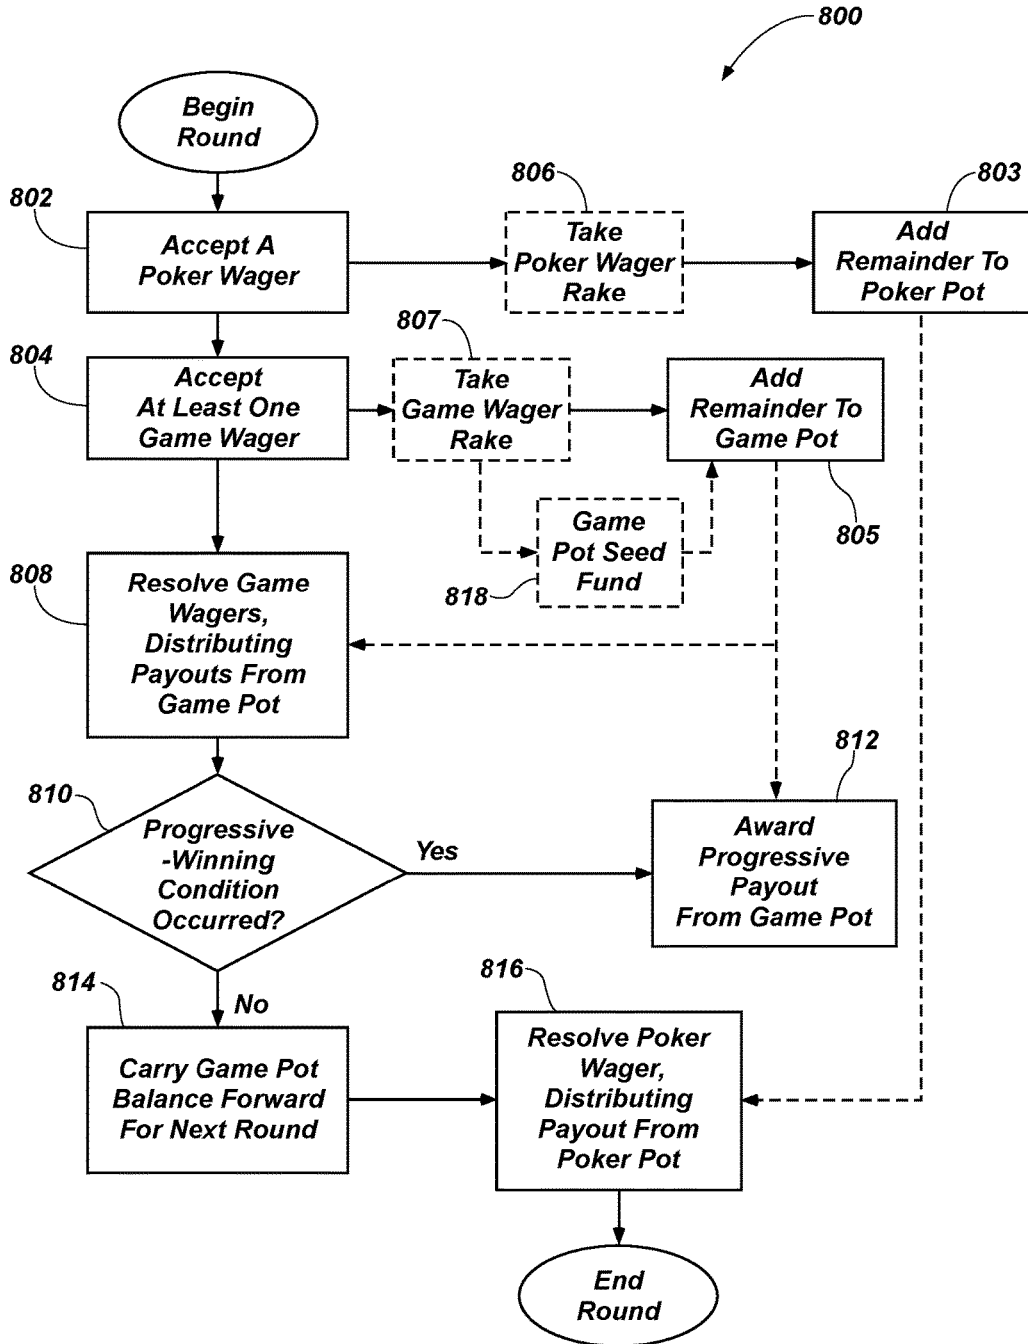 800
Begin
Round
802
Accept A
Poker Wager
806
Take
Poker Wager
Rake
803
Add
Remainder To
Poker Pot
804
Accept
At Least One
Game Wager
807
Take
Game Wager
Rake
Add
Remainder To
Game Pot
805
Game
Pot Seed
Fund
818
808
Resolve Game
Wagers,
Distributing
Payouts From
Game Pot
810
Progressive
-Winning
Condition
Occurred?
Yes
812
Award
Progressive
Payout
From Game Pot
No
814
Carry Game Pot
Balance Forward
For Next Round
816
Resolve Poker
Wager,
Distributing
Payout From
Poker Pot
End
Round